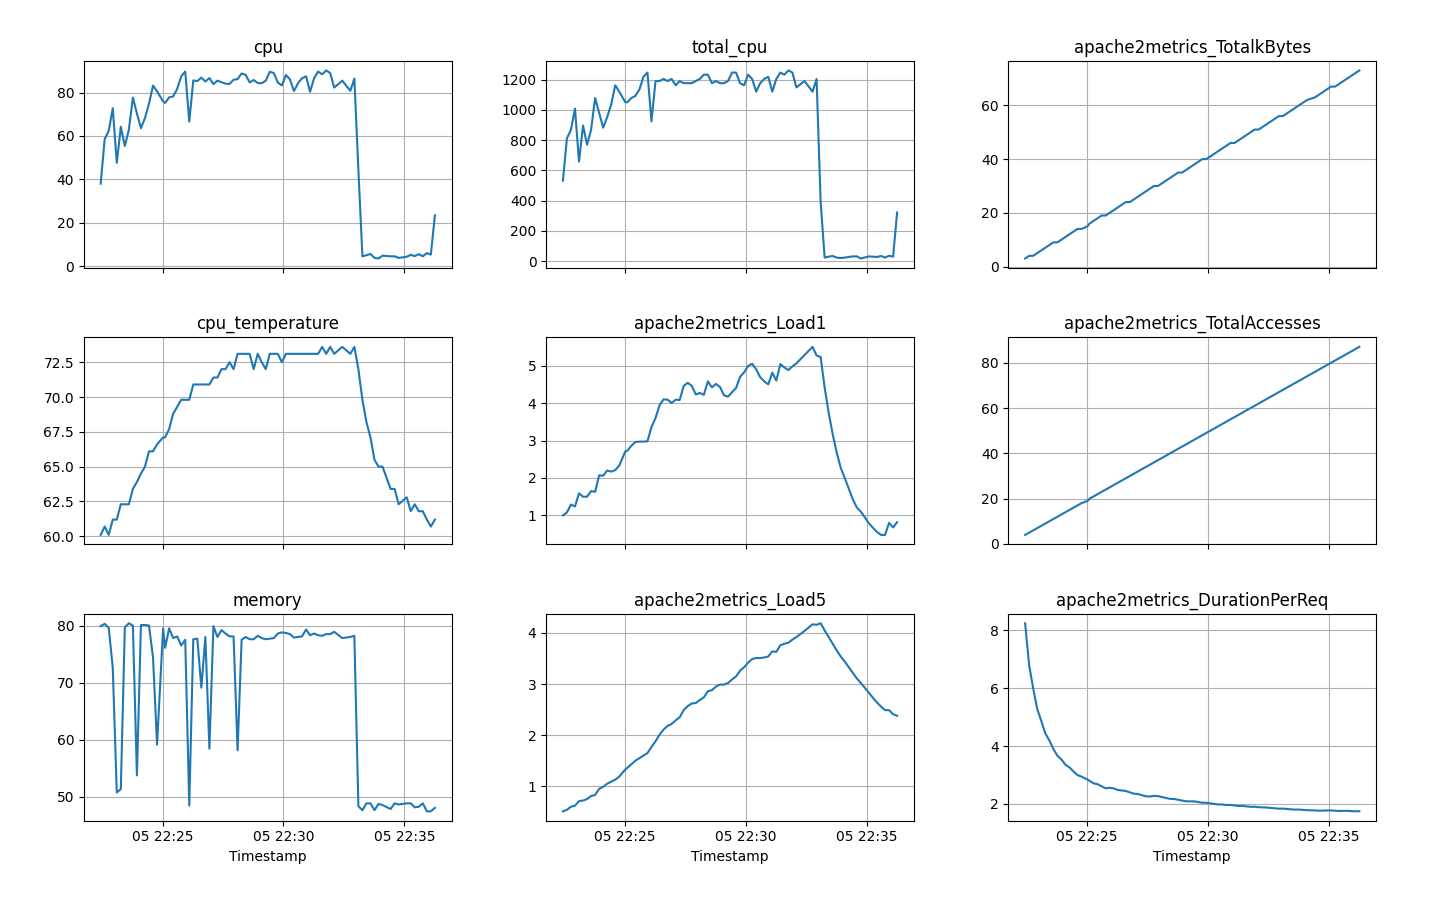 cpu
80
60
40
20
0
total_cpu
1200
1000
800
600
400
200
0
apache2metrics_TotalkBytes
60
40
20
0
cpu_temperature
72.5
70.0
67.5
65.0
62.5
60.0
apache2metrics_Load1
5
4
3
2
1
apache2metrics_TotalAccesses
80
60
40
20
0
memory
80
70
60
50
05 22:25 05 22:30 05 22:35
Timestamp
apache2metrics_Load5
4
3
2
1
05 22:25 05 22:30 05 22:35
Timestamp
apache2metrics_DurationPerReq
8
6
4
2
05 22:25 05 22:30 05 22:35
Timestamp